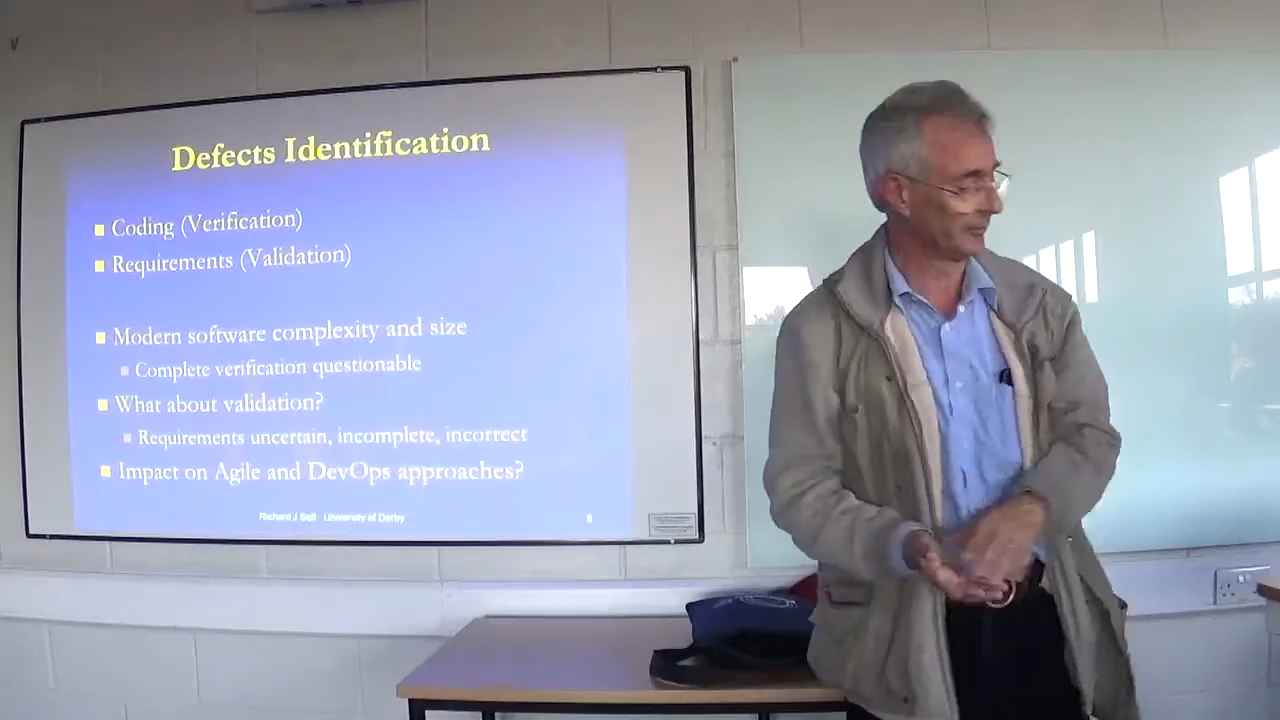 Defects Identification
Coding (Verification)
Requirements (Validation)
Modern software complexity and size
Complete verification questionable
What about validation?
Requirements uncertain, incomplete, incorrect
Impact on Agile and DevOps approaches?
Richard J Self University of Derby